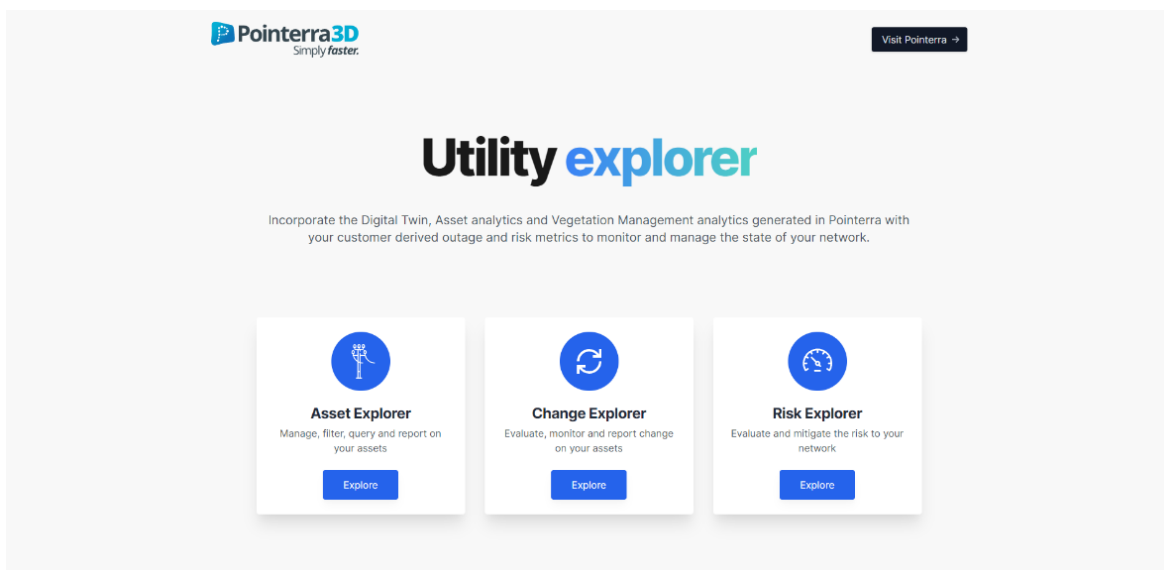 Pointerra3D
Simply faster.
Visit Pointerra →
Utility explorer
Incorporate the Digital Twin, Asset analytics and Vegetation Management analytics generated in Pointerra with
your customer derived outage and risk metrics to monitor and manage the state of your network.
Asset Explorer
Manage, filter, query and report on
your assets
Explore
Change Explorer
Evaluate, monitor and report change
on your assets
Explore
Risk Explorer
Evaluate and mitigate the risk to your
network
Explore